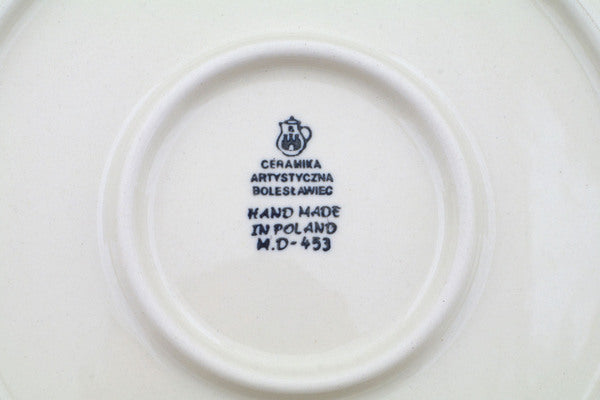 B
CERAMIKA
ARTYSTYCZNA
BOLESŁAWIEC
HAND MADE
IN POLAND
M.D-453